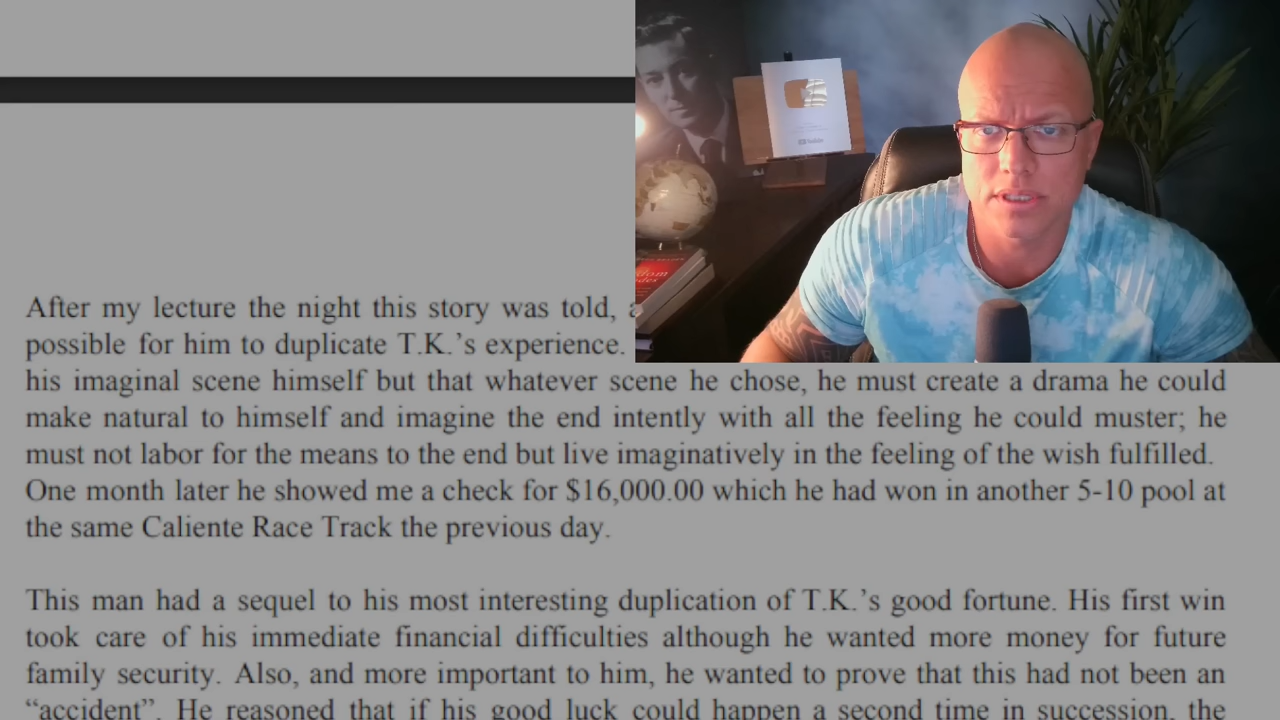 After my lecture the night this story was told,
possible for him to duplicate T.K.’s experience.
his imaginal scene himself but that whatever scene he chose, he must create a drama he could
make natural to himself and imagine the end intently with all the feeling he could muster; he
must not labor for the means to the end but live imaginatively in the feeling of the wish fulfilled.
One month later he showed me a check for $16,000.00 which he had won in another 5-10 pool at
the same Caliente Race Track the previous day.
This man had a sequel to his most interesting duplication of T.K.’s good fortune. His first win
took care of his immediate financial difficulties although he wanted more money for future
family security. Also, and more important to him, he wanted to prove that this had not been an
“accident”. He reasoned that if his good luck could happen a second time in succession, the